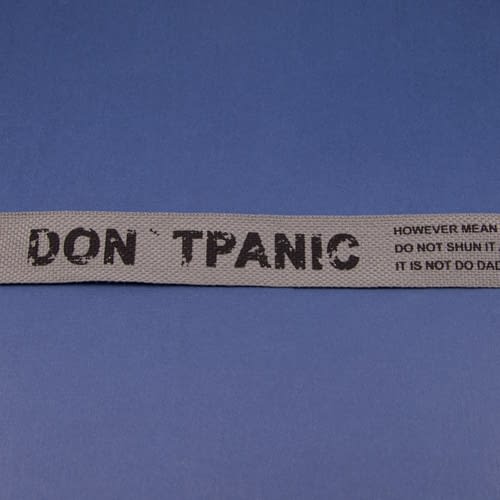 DON`TPANIC
HOWEVER MEAN
DO NOT SHUN IT
IT IS NOT DO DAD